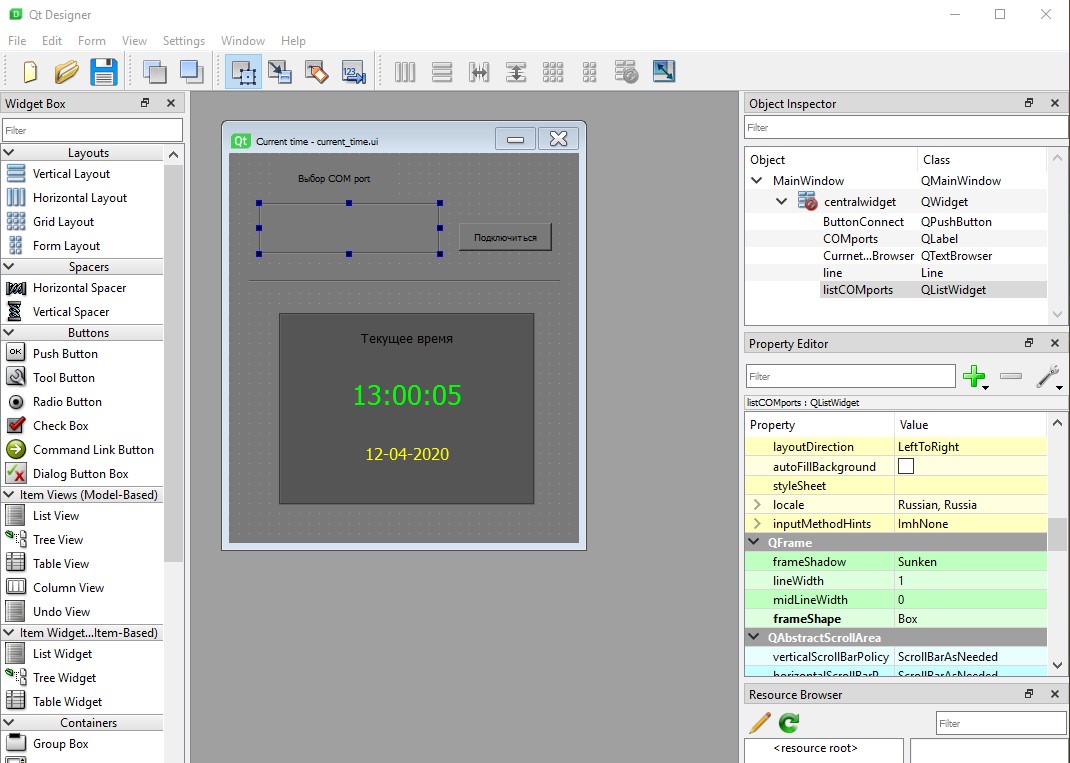 Qt Designer
File Edit Form View Settings Window Help
Widget Box
Filter
Layouts
Vertical Layout
Horizontal Layout
Grid Layout
Form Layout
Spacers
Horizontal Spacer
Vertical Spacer
Buttons
OK Push Button
Tool Button
Radio Button
Check Box
Command Link Button
Dialog Button Box
Item Views (Model-Based)
List View
Tree View
Table View
Column View
Undo View
Item Widget...Item-Based)
List Widget
Tree Widget
Table Widget
Containers
Group Box
123
Qt Current time - current_time.ui
Выбор COM port
Подключиться
Текущее время
13:00:05
12-04-2020
Object Inspector
Filter
Object Class
MainWindow QMainWindow
centralwidget QWidget
ButtonConnect QPushButton
COMports QLabel
Currnet...Browser QTextBrowser
line Line
listCOMports QListWidget
Property Editor
Filter
listCOMports : QListWidget
Property Value
layoutDirection LeftToRight
autoFillBackground
styleSheet
locale Russian, Russia
inputMethodHints ImhNone
QFrame
frameShadow Sunken
lineWidth 1
midLineWidth 0
frameShape Box
QAbstractScrollArea
verticalScrollBarPolicy ScrollBarAsNeeded
horizontalScrollBarP... ScrollBarAsNeeded
Resource Browser
Filter
<resource root>